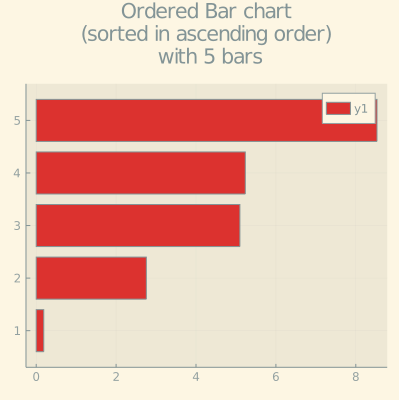 Ordered Bar chart
(sorted in ascending order)
with 5 bars
y1
5
4
3
2
1
0 2 4 6 8